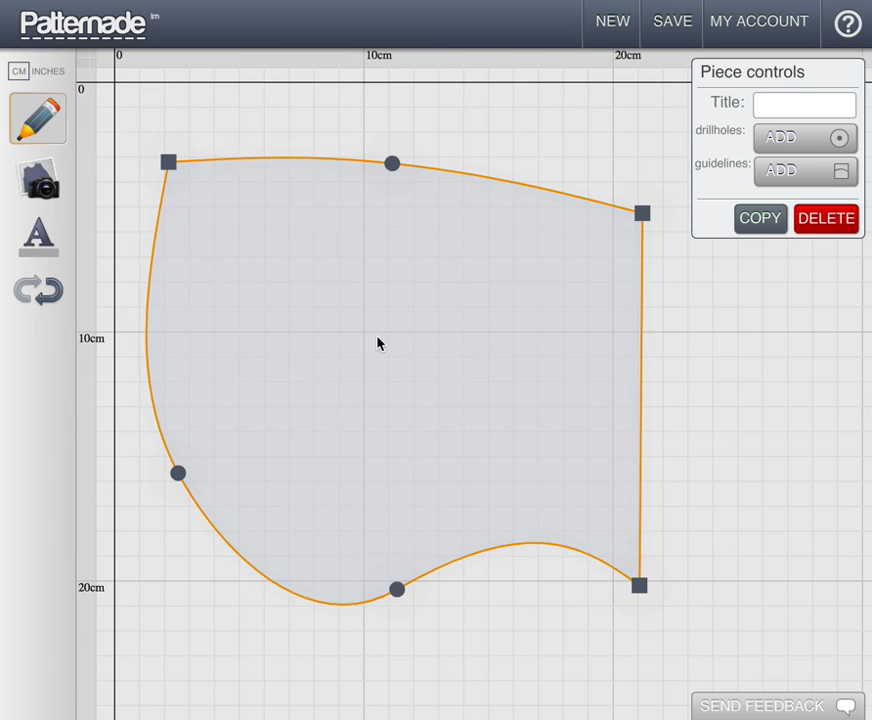 Patternade tm
NEW SAVE MY ACCOUNT ?
CM INCHES
0 10cm 20cm
0
10cm
20cm
A
Piece controls
Title:
drillholes: ADD
guidelines: ADD
COPY DELETE
SEND FEEDBACK